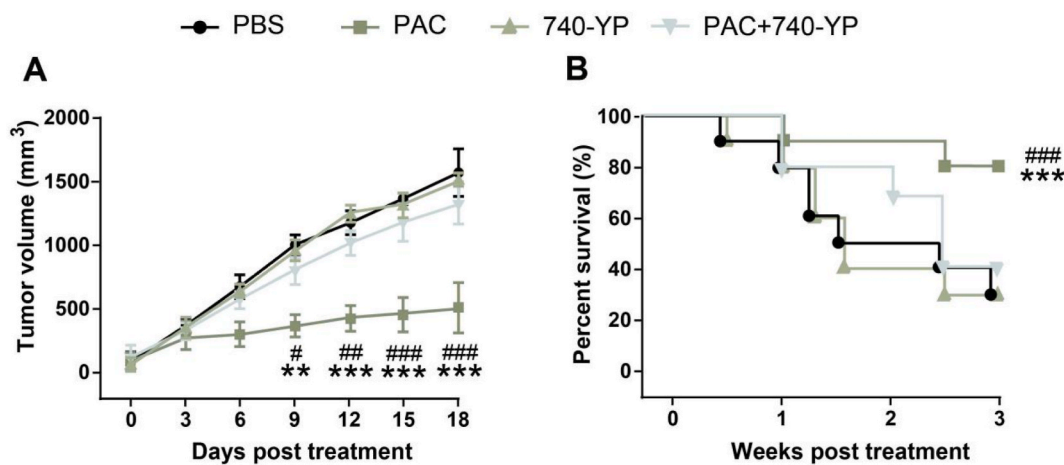 PBS PAC 740-YP PAC+740-YP
A
Tumor volume (mm3)
2000
1500
1000
500
0
# ## ### ###
** *** *** ***
0 3 6 9 12 15 18
Days post treatment
B
Percent survival (%)
100
80
60
40
20
0
###
***
0 1 2 3
Weeks post treatment